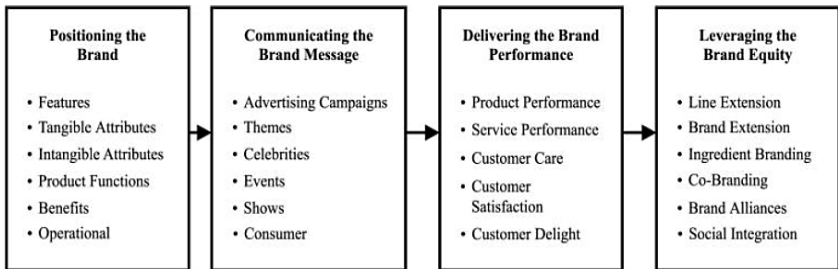 Positioning the
Brand
• Features
• Tangible Attributes
• Intangible Attributes
• Product Functions
• Benefits
• Operational
Communicating the
Brand Message
• Advertising Campaigns
• Themes
• Celebrities
• Events
• Shows
• Consumer
Delivering the Brand
Performance
• Product Performance
• Service Performance
• Customer Care
• Customer
Satisfaction
• Customer Delight
Leveraging the
Brand Equity
• Line Extension
• Brand Extension
• Ingredient Branding
• Co-Branding
• Brand Alliances
• Social Integration